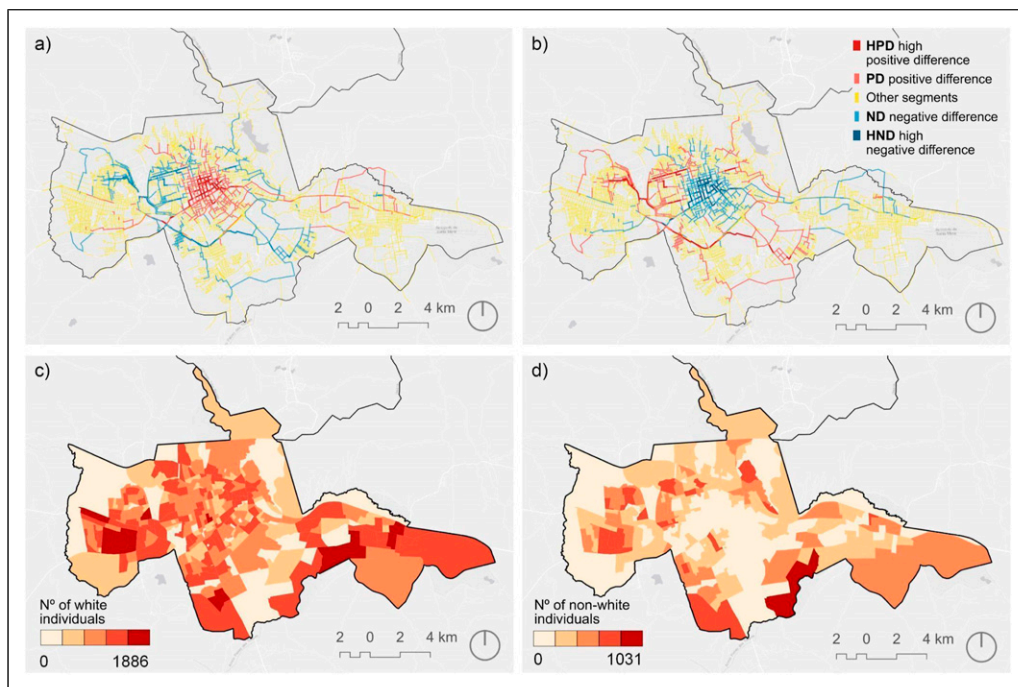 a)
b)
HPD high
positive difference
PD positive difference
Other segments
ND negative difference
HND high
negative difference
2 0 2 4 km
2 0 2 4 km
c)
d)
Nº of white
individuals
0 1886
2 0 2 4 km
Nº of non-white
individuals
0 1031
2 0 2 4 km